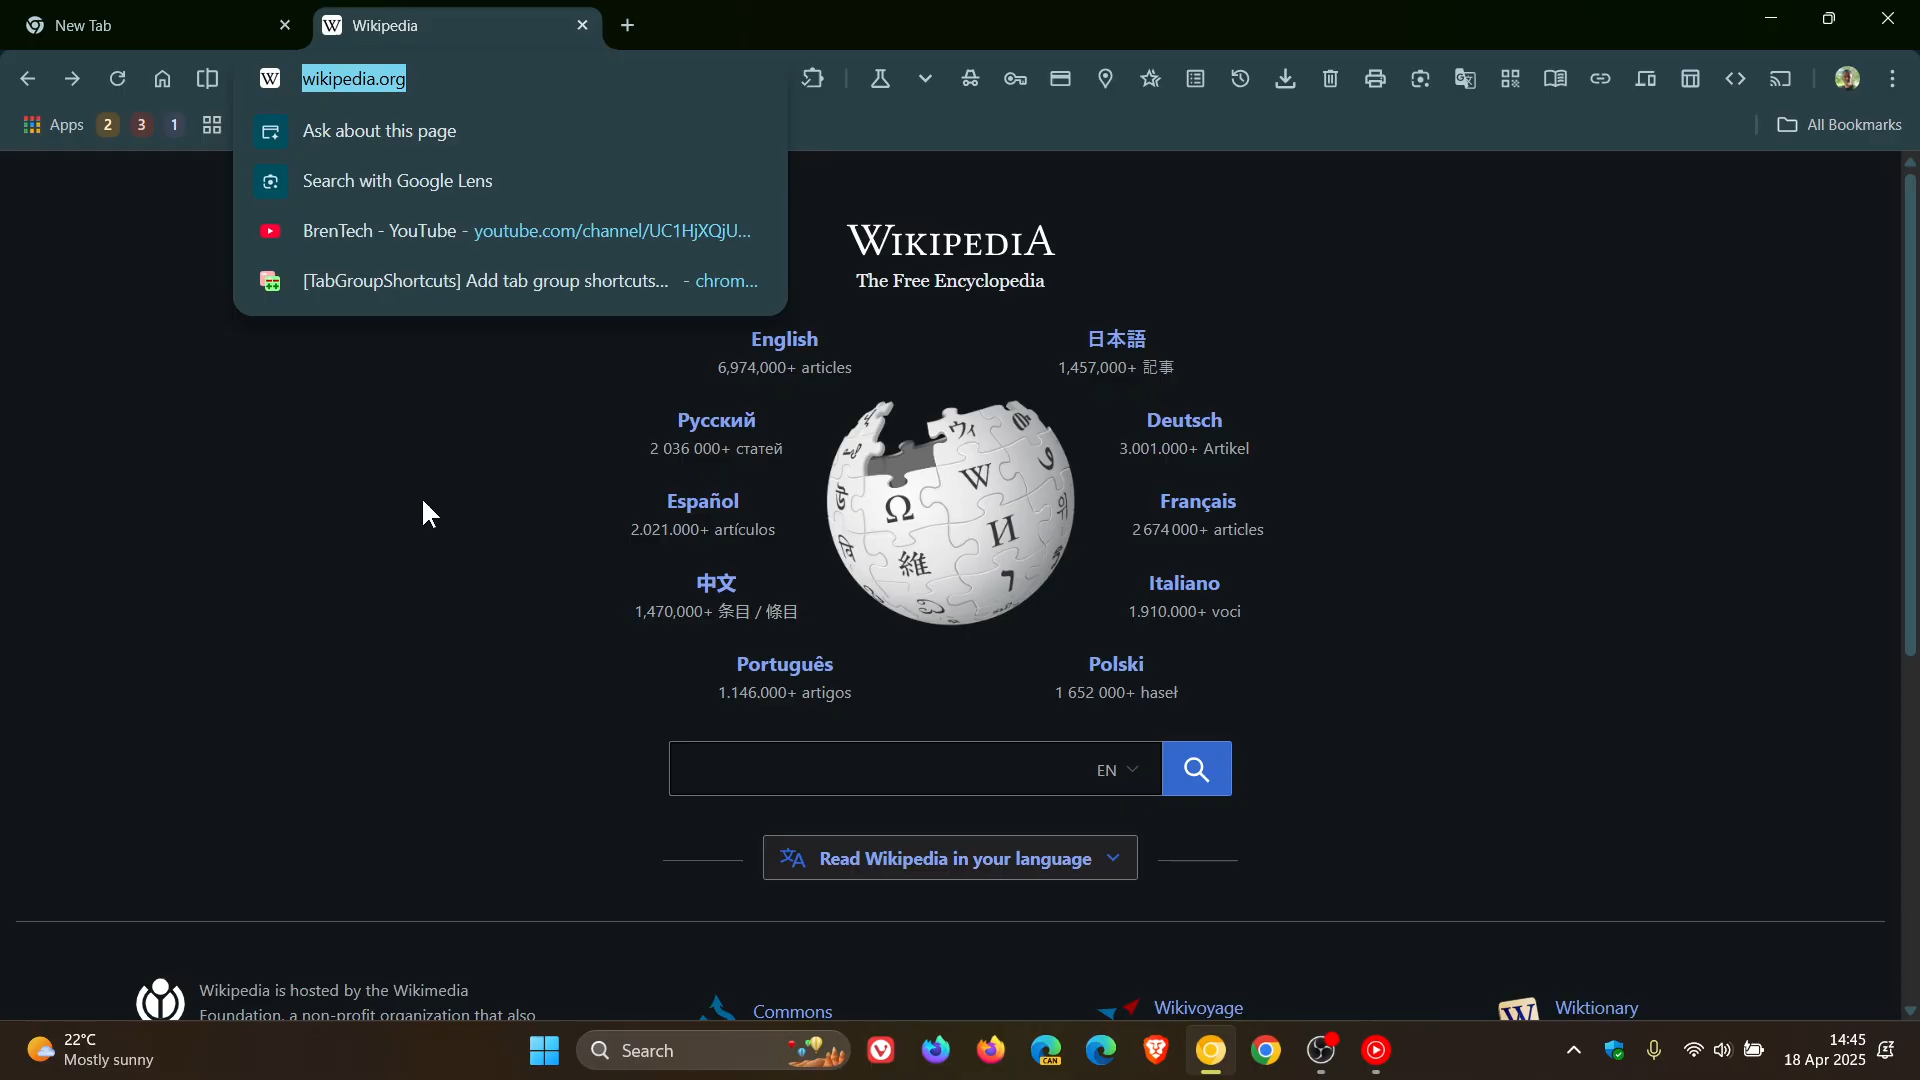 New Tab
Wikipedia
wikipedia.org
Ask about this page
Search with Google Lens
BrenTech - YouTube - youtube.com/channel/UC1HjXQjU...
[TabGroupShortcuts] Add tab group shortcuts... - chrom...
Apps 2 3 1
All Bookmarks
WIKIPEDIA
The Free Encyclopedia
English
6,974,000+ articles
日本語
1,457,000+ 記事
Русский
2 036 000+ статей
Deutsch
3.001.000+ Artikel
Español
2.021.000+ artículos
Français
2 674 000+ articles
中文
1,470,000+ 条目 / 條目
Italiano
1.910.000+ voci
Português
1.146.000+ artigos
Polski
1 652 000+ haseł
EN
Read Wikipedia in your language
Wikipedia is hosted by the Wikimedia
Foundation, a non-profit organization that also
Commons
Wikivoyage
Wiktionary
22°C
Mostly sunny
Search
CAN
14:45
18 Apr 2025